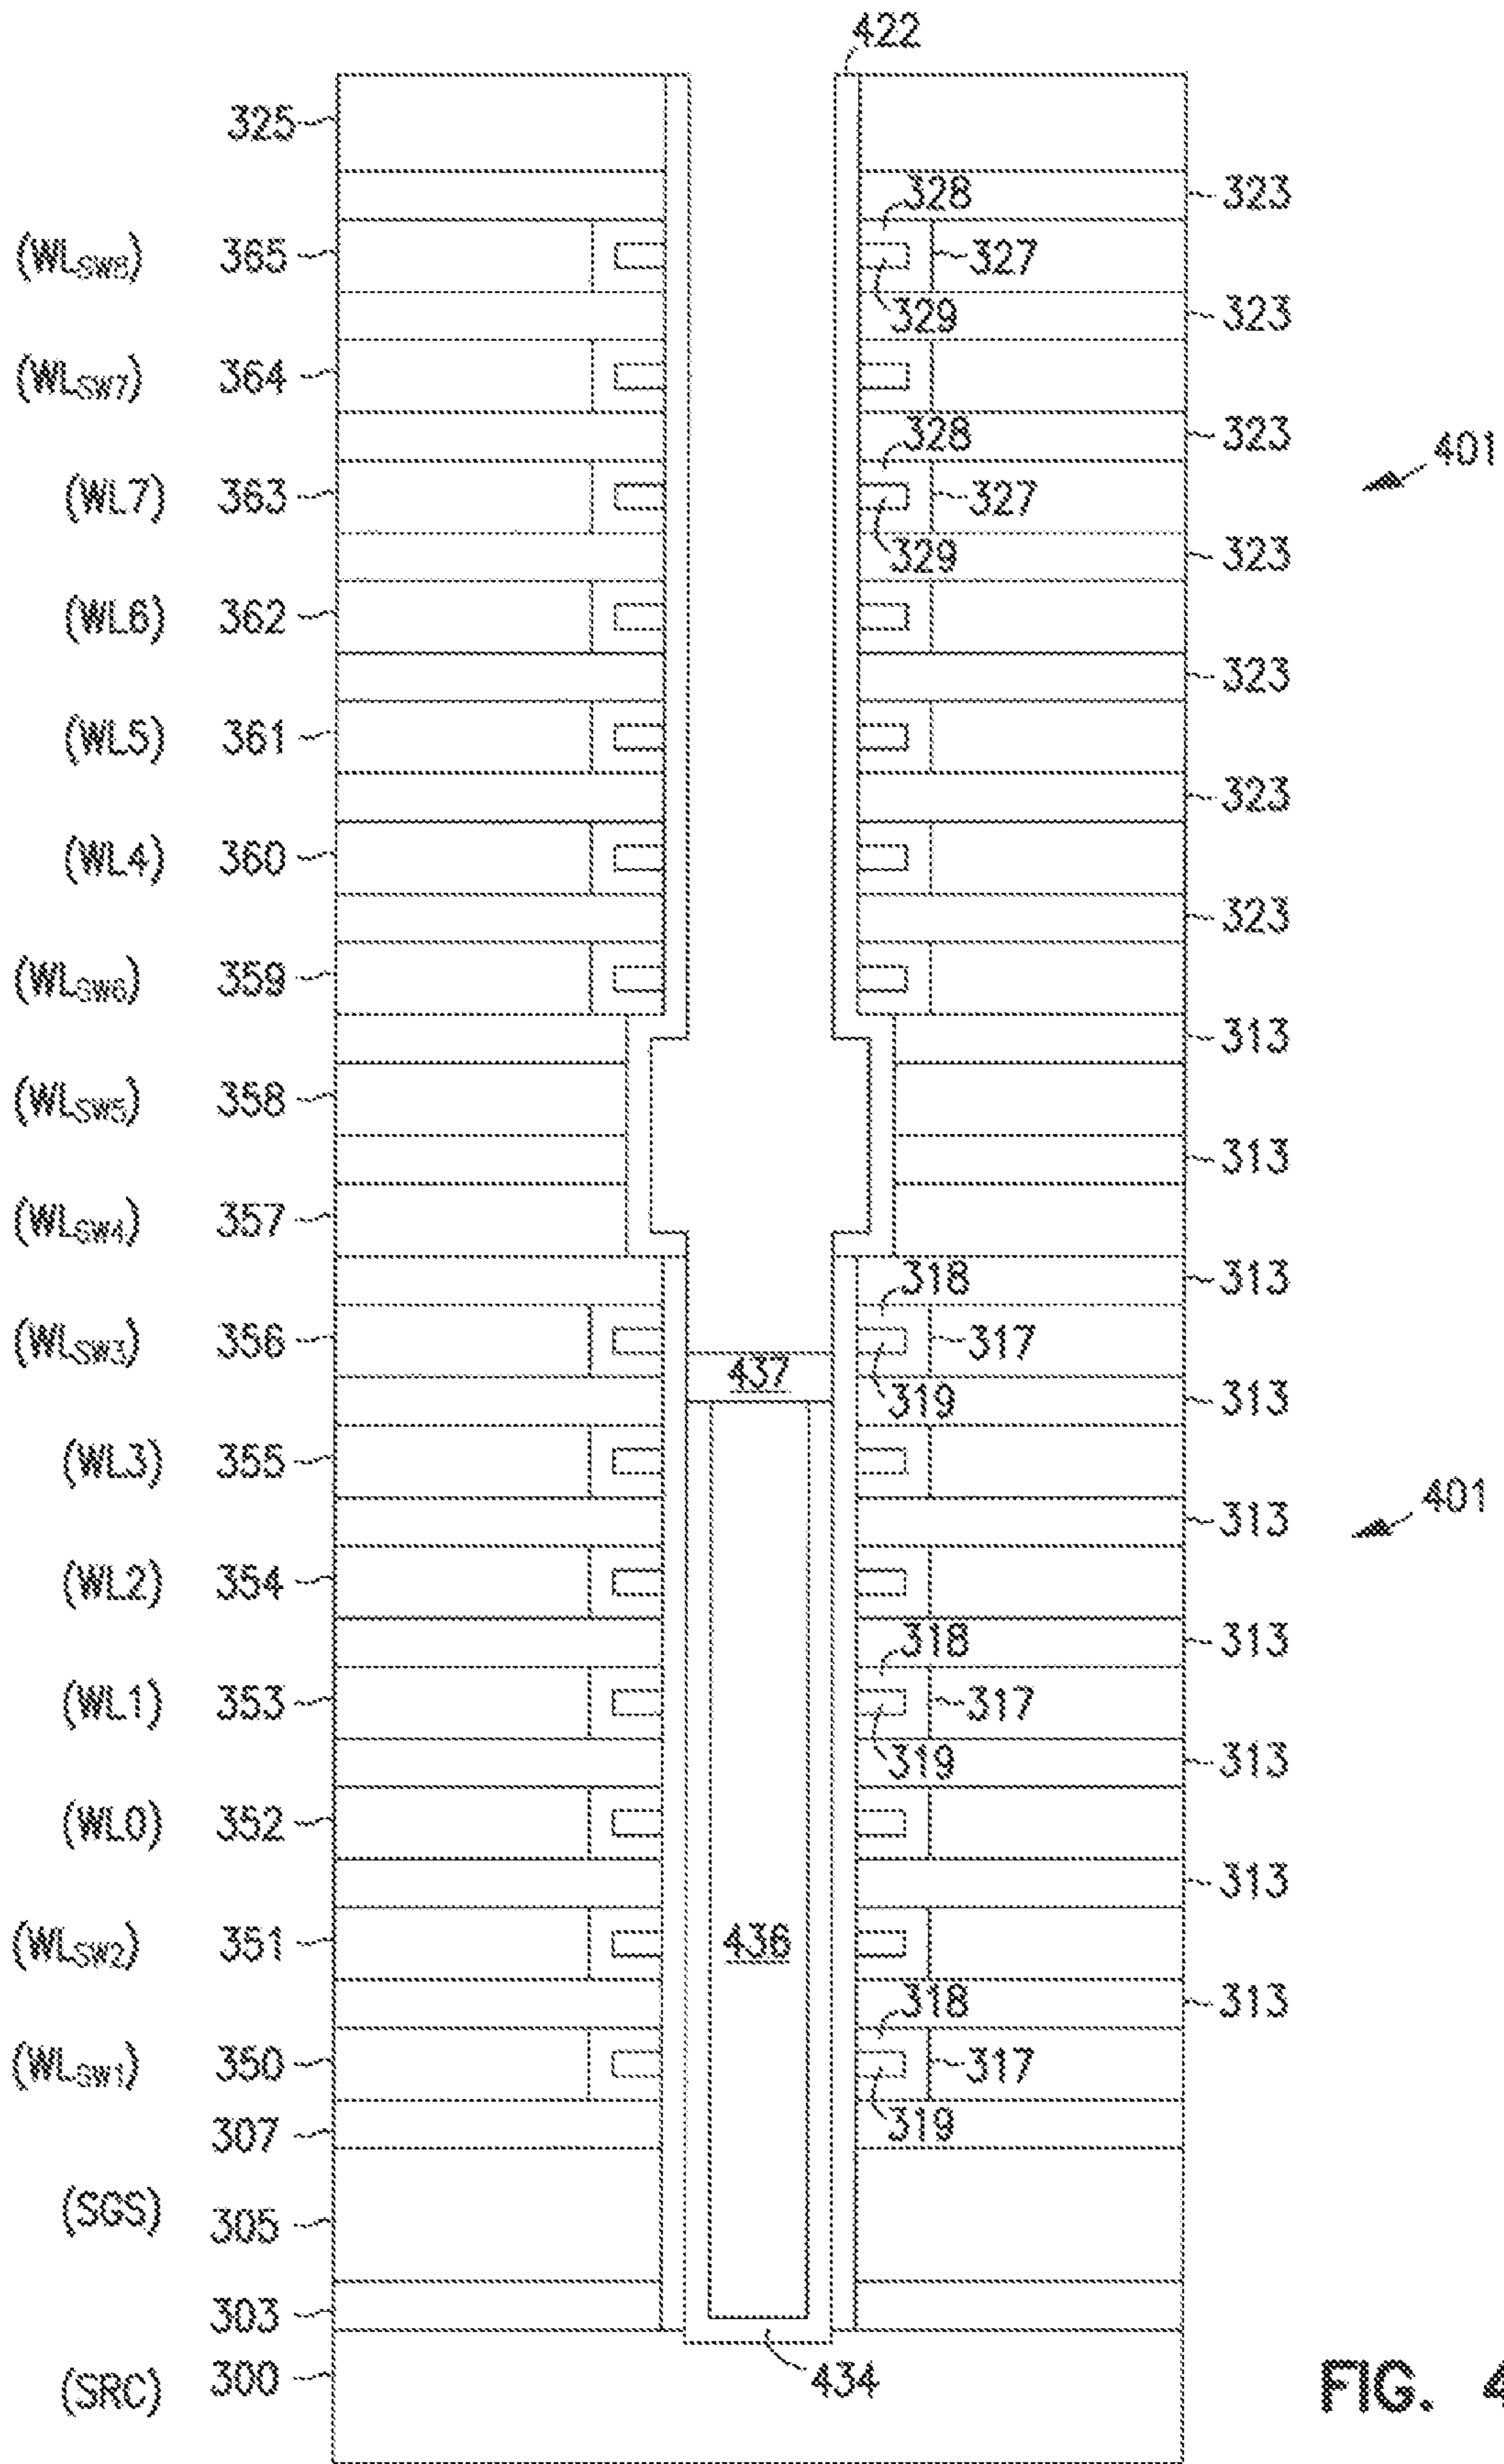 422
325
323
328
(WLSW8) 365 327
329 323
(WLSW7) 364
328 323
401
(WL7) 363 327
329 323
(WL6) 362
323
(WL5) 361
323
(WL4) 360
323
(WLSW6) 359
313
(WLSW5) 358
313
(WLSW4) 357
318 313
(WLSW3) 356 317
437
319 313
(WL3) 355
401
313
(WL2) 354
318 313
(WL1) 353 317
319 313
(WL0) 352
313
(WLSW2) 351 436
318 313
(WLSW1) 350 317
307 319
(SGS) 305
303
(SRC) 300 434
FIG. 4